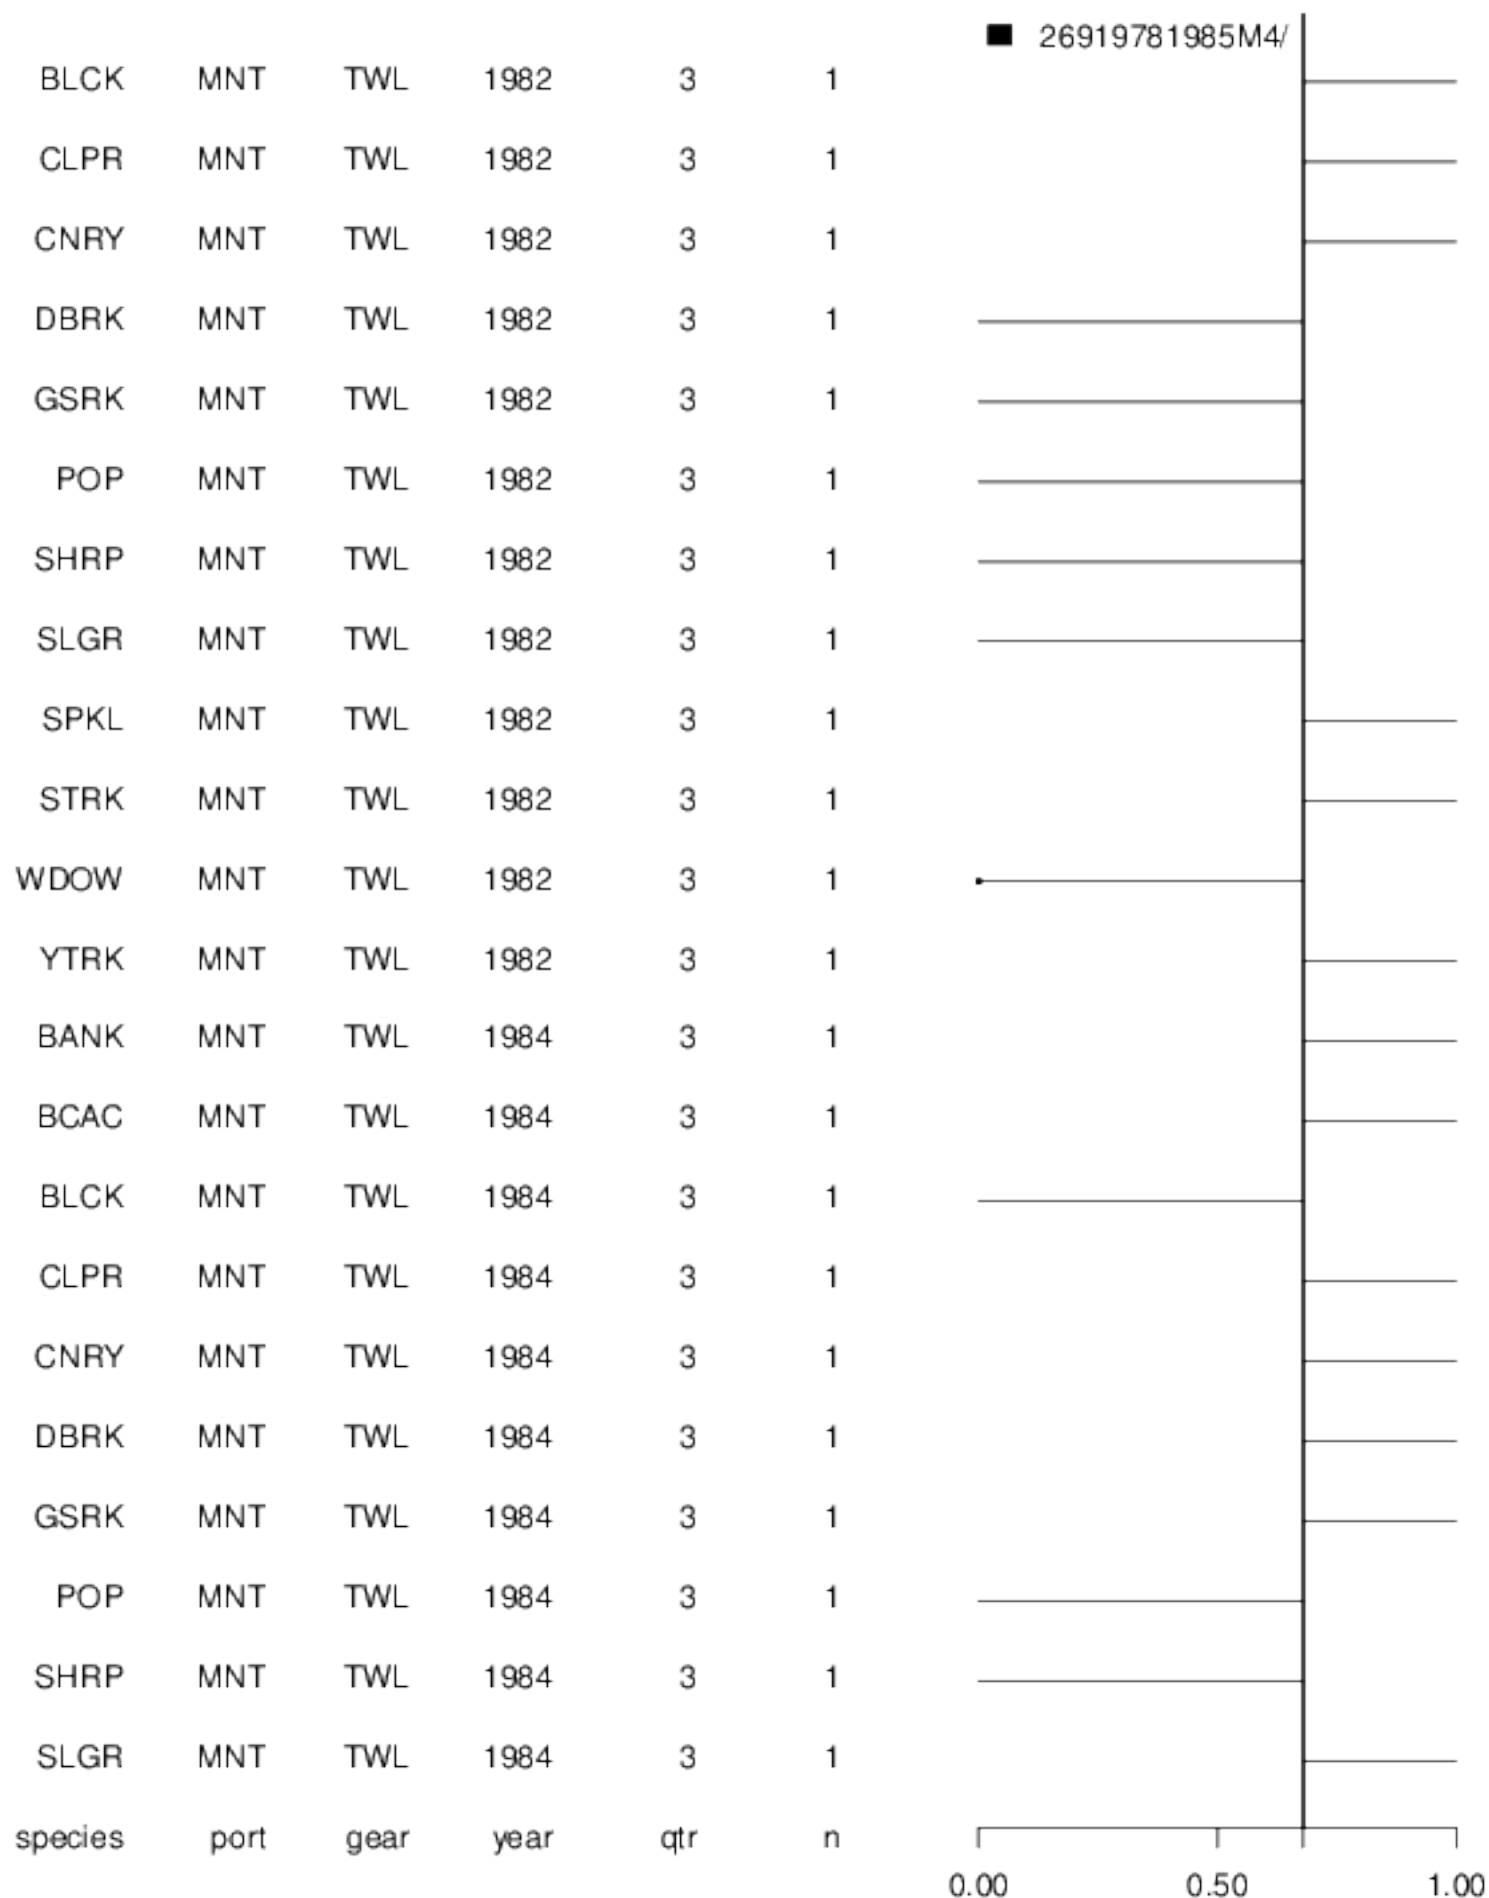 26919781985M4/
BLCK MNT TWL 1982 3 1
CLPR MNT TWL 1982 3 1
CNRY MNT TWL 1982 3 1
DBRK MNT TWL 1982 3 1
GSRK MNT TWL 1982 3 1
POP MNT TWL 1982 3 1
SHRP MNT TWL 1982 3 1
SLGR MNT TWL 1982 3 1
SPKL MNT TWL 1982 3 1
STRK MNT TWL 1982 3 1
WDOW MNT TWL 1982 3 1
YTRK MNT TWL 1982 3 1
BANK MNT TWL 1984 3 1
BCAC MNT TWL 1984 3 1
BLCK MNT TWL 1984 3 1
CLPR MNT TWL 1984 3 1
CNRY MNT TWL 1984 3 1
DBRK MNT TWL 1984 3 1
GSRK MNT TWL 1984 3 1
POP MNT TWL 1984 3 1
SHRP MNT TWL 1984 3 1
SLGR MNT TWL 1984 3 1
species port gear year qtr n
0.00 0.50 1.00